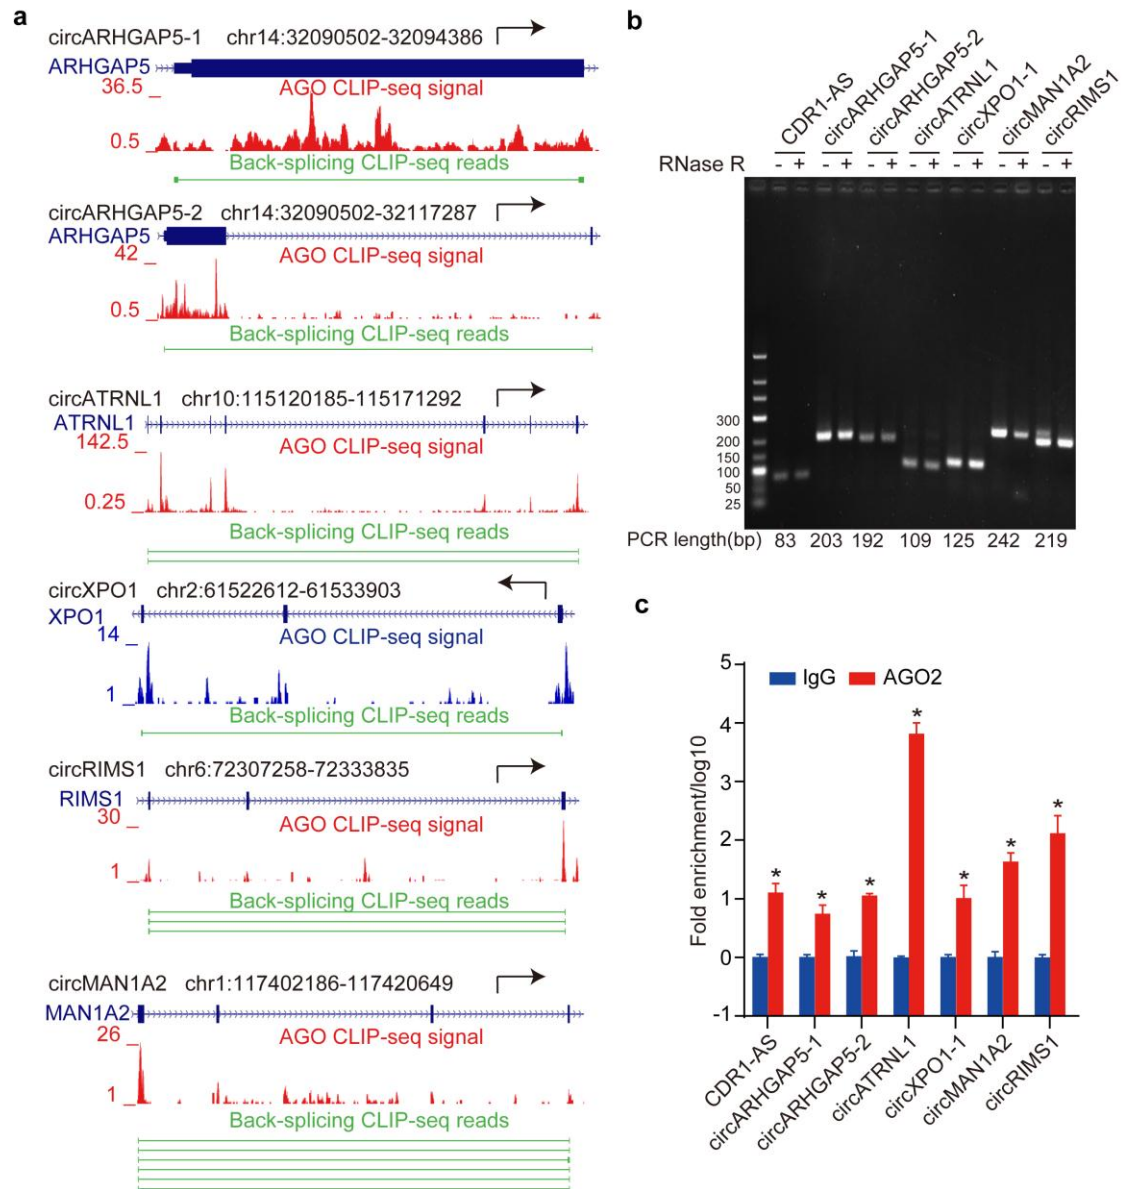 a
circARHGAP5-1 chr14:32090502-32094386
ARHGAP5
36.5
AGO CLIP-seq signal
0.5
Back-splicing CLIP-seq reads
circARHGAP5-2 chr14:32090502-32117287
ARHGAP5
42
AGO CLIP-seq signal
0.5
Back-splicing CLIP-seq reads
circATRNL1 chr10:115120185-115171292
ATRNL1
142.5
AGO CLIP-seq signal
0.25
Back-splicing CLIP-seq reads
circXPO1 chr2:61522612-61533903
XPO1
14
AGO CLIP-seq signal
1
Back-splicing CLIP-seq reads
circRIMS1 chr6:72307258-72333835
RIMS1
30
AGO CLIP-seq signal
1
Back-splicing CLIP-seq reads
circMAN1A2 chr1:117402186-117420649
MAN1A2
26
AGO CLIP-seq signal
1
Back-splicing CLIP-seq reads
b
CDR1-AS
circARHGAP5-1
circARHGAP5-2
circATRNL1
circXPO1-1
circMAN1A2
circRIMS1
RNase R - + - + - + - + - + - + - +
300
200
150
100
50
25
PCR length(bp) 83 203 192 109 125 242 219
c
Fold enrichment/log10
IgG AGO2
5
4
3
2
1
0
-1
* * * * * * *
CDR1-AS
circARHGAP5-1
circARHGAP5-2
circATRNL1
circXPO1-1
circMAN1A2
circRIMS1